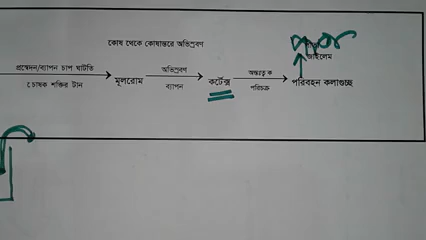 কোষ থেকে কোষান্তরে অভিস্রবণ
জাইলেম
প্রস্বেদন/ব্যাপন চাপ ঘাটতি
চোষক শক্তির টান
মূলরোম
অভিস্রবণ
ব্যাপন
কর্টেক্স
অন্তঃত্বক
পরিচক্র
পরিবহন কলাগুচ্ছ